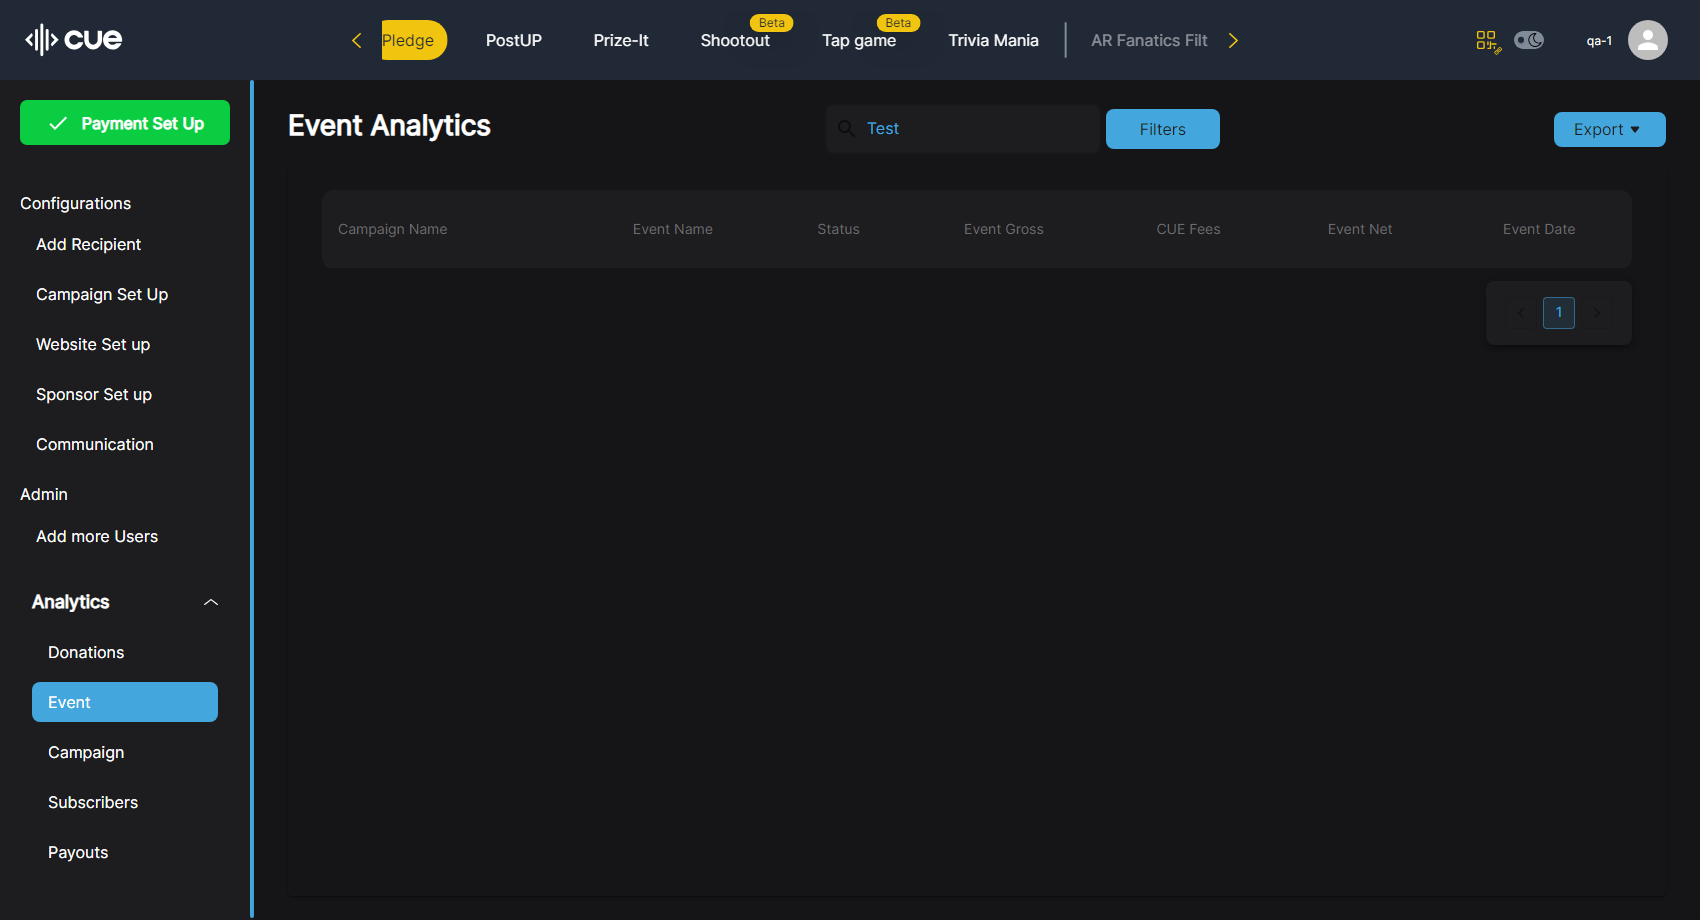 cue
Pledge
PostUP
Prize-It
Shootout
Beta
Tap game
Beta
Trivia Mania
AR Fanatics Filt
qa-1
Payment Set Up
Configurations
Add Recipient
Campaign Set Up
Website Set up
Sponsor Set up
Communication
Admin
Add more Users
Analytics
Donations
Event
Campaign
Subscribers
Payouts
Event Analytics
Test
Filters
Export
Campaign Name
Event Name
Status
Event Gross
CUE Fees
Event Net
Event Date
1